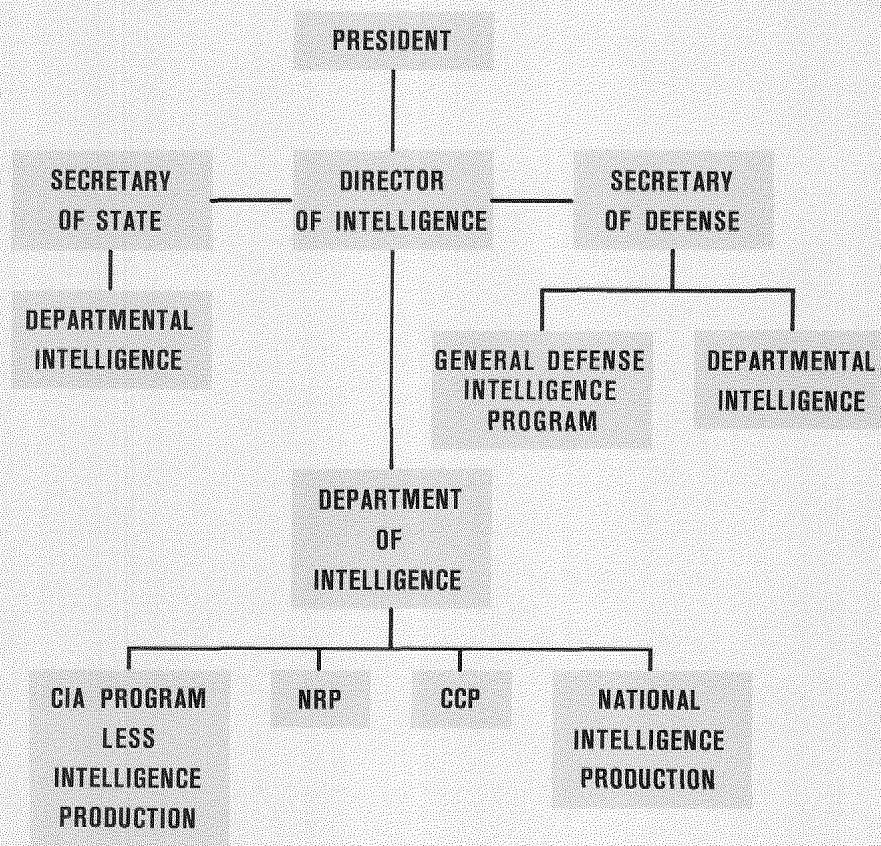 PRESIDENT
SECRETARY
OF STATE
DIRECTOR
OF INTELLIGENCE
SECRETARY
OF DEFENSE
DEPARTMENTAL
INTELLIGENCE
GENERAL DEFENSE
INTELLIGENCE
PROGRAM
DEPARTMENTAL
INTELLIGENCE
DEPARTMENT
OF
INTELLIGENCE
CIA PROGRAM
LESS
INTELLIGENCE
PRODUCTION
NRP
CCP
NATIONAL
INTELLIGENCE
PRODUCTION